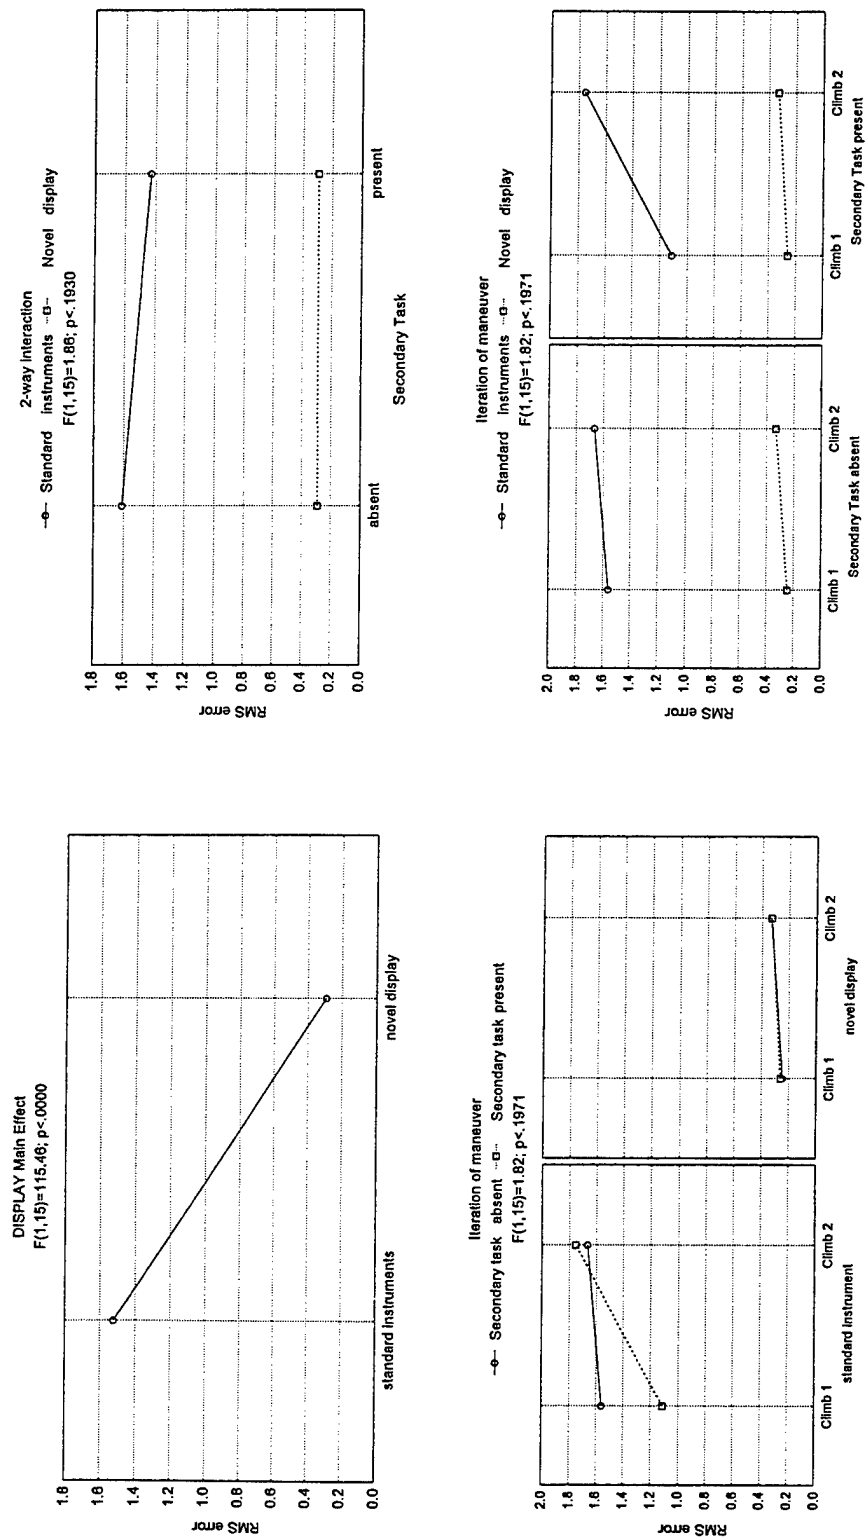 DISPLAY Main Effect
F(1,15)=115.46; p<.0000
1.8
1.6
1.4
1.2
1.0
0.8
0.6
0.4
0.2
0.0
RMS error
standard instruments
novel display
2-way interaction
Standard instruments Novel display
F(1,15)=1.86; p<.1930
1.8
1.6
1.4
1.2
1.0
0.8
0.6
0.4
0.2
0.0
RMS error
absent
present
Secondary Task
Iteration of maneuver
Secondary task absent Secondary task present
F(1,15)=1.82; p<.1971
2.0
1.8
1.6
1.4
1.2
1.0
0.8
0.6
0.4
0.2
0.0
RMS error
Climb 1
Climb 2
standard instrument
Climb 1
Climb 2
novel display
Iteration of maneuver
Standard instruments Novel display
F(1,15)=1.82; p<.1971
2.0
1.8
1.6
1.4
1.2
1.0
0.8
0.6
0.4
0.2
0.0
RMS error
Climb 1
Climb 2
Secondary Task absent
Climb 1
Climb 2
Secondary Task present